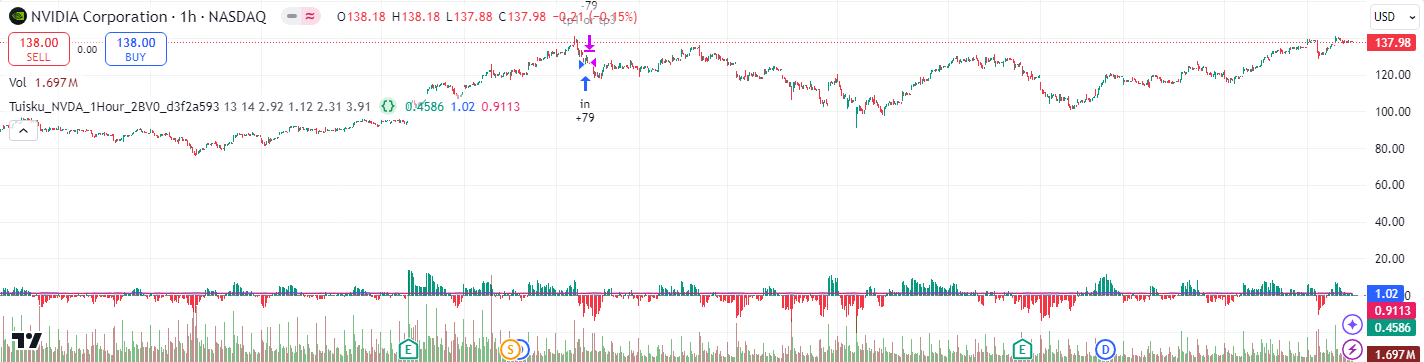 -79
NVIDIA Corporation · 1h · NASDAQ
O138.18 H138.18 L137.88 C137.98 −0.21 (−0.15%)
USD
138.00
SELL
0.00
138.00
BUY
137.98
Vol 1.697M
120.00
Tuisku_NVDA_1Hour_2BV0_d3f2a593 13 14 2.92 1.12 2.31 3.91 {} 0.4586 1.02 0.9113
in
+79
100.00
80.00
60.00
40.00
20.00
1.02
0.9113
0.4586
E
S
E
D
1.697M